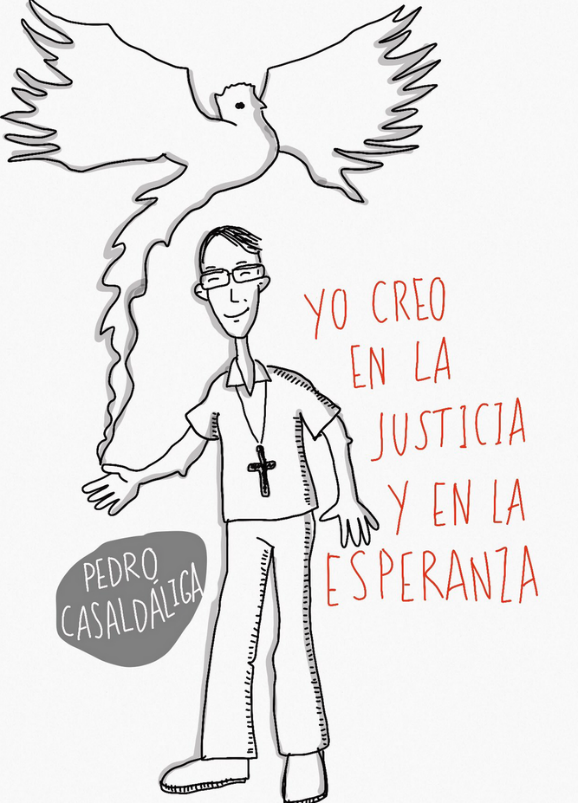 YO CREO
EN LA
JUSTICIA
Y EN LA
ESPERANZA
PEDRO
CASALDÁLIGA